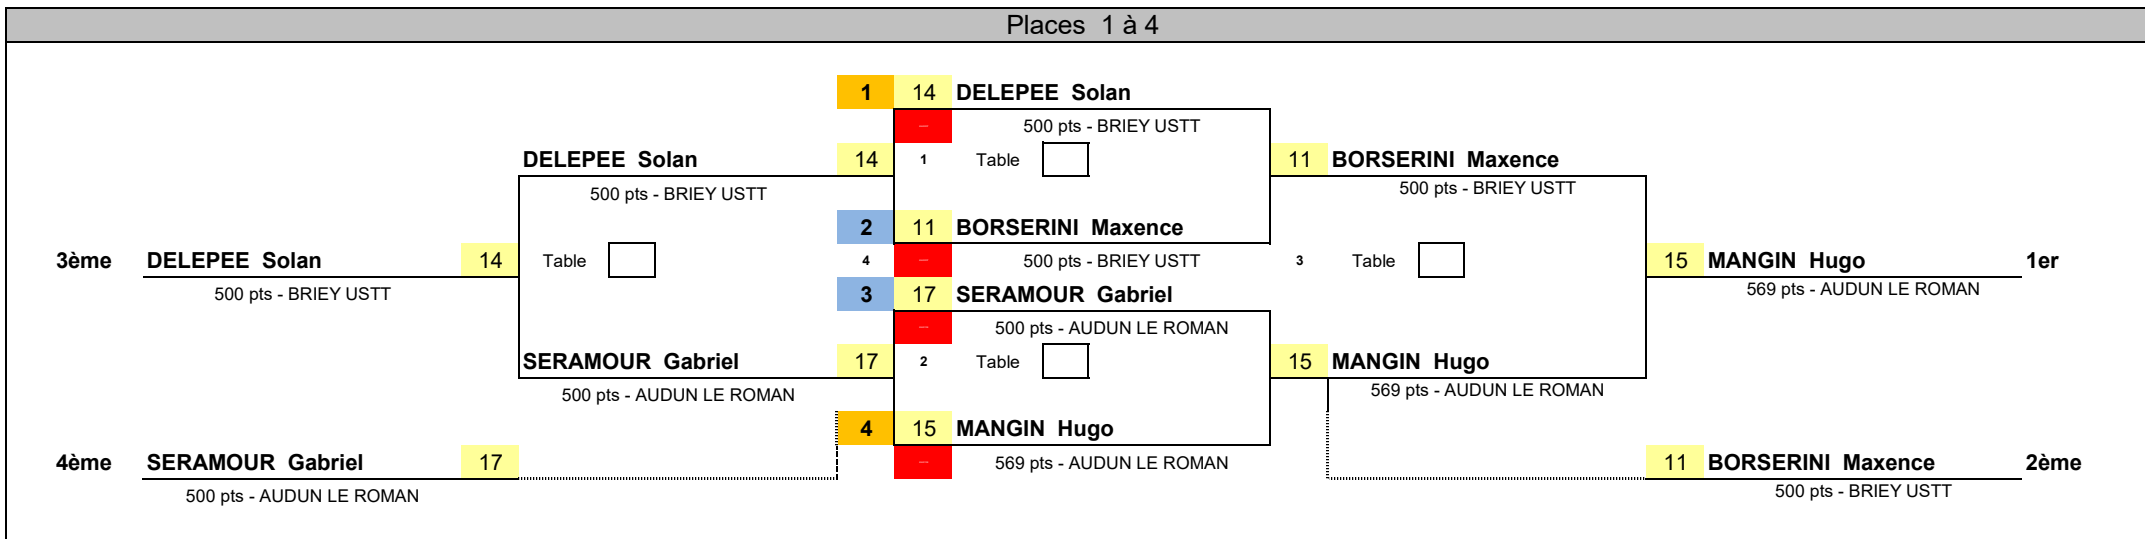 Places 1 à 4
1 14 DELEPEE Solan
– 500 pts - BRIEY USTT
DELEPEE Solan 14 1 Table 11 BORSERINI Maxence
500 pts - BRIEY USTT 500 pts - BRIEY USTT
2 11 BORSERINI Maxence
3ème DELEPEE Solan 14 Table 4 – 500 pts - BRIEY USTT 3 Table 15 MANGIN Hugo 1er
500 pts - BRIEY USTT 3 17 SERAMOUR Gabriel 569 pts - AUDUN LE ROMAN
– 500 pts - AUDUN LE ROMAN
SERAMOUR Gabriel 17 2 Table 15 MANGIN Hugo
500 pts - AUDUN LE ROMAN 569 pts - AUDUN LE ROMAN
4 15 MANGIN Hugo
4ème SERAMOUR Gabriel 17 – 569 pts - AUDUN LE ROMAN 11 BORSERINI Maxence 2ème
500 pts - AUDUN LE ROMAN 500 pts - BRIEY USTT